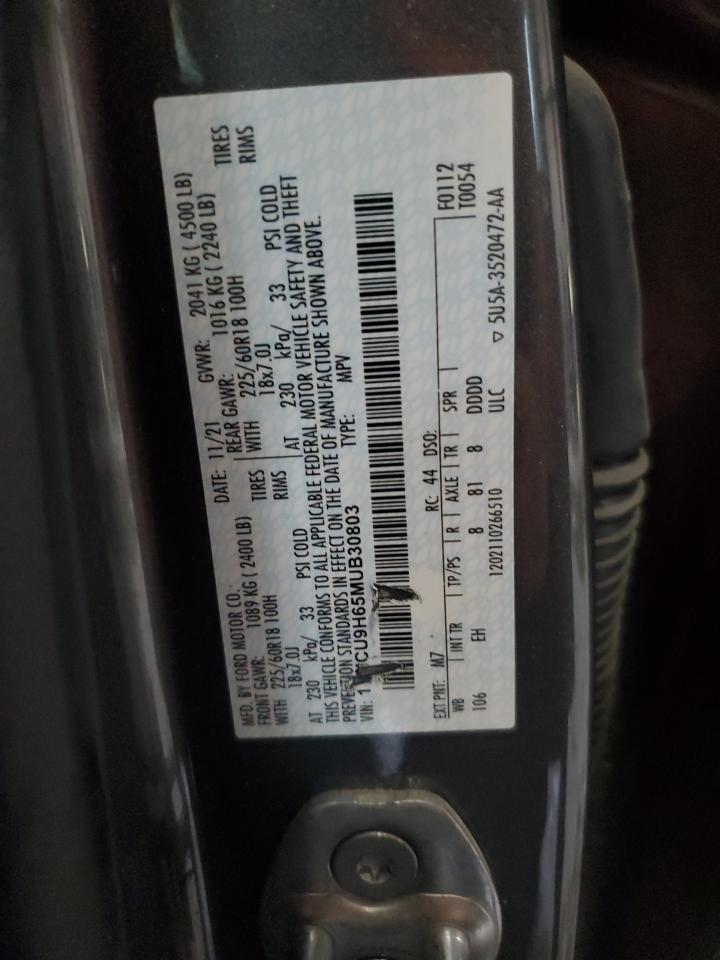 MFD. BY FORD MOTOR CO. DATE: 11/21 GVWR: 2041 KG ( 4500 LB)
FRONT GAWR: 1089 KG ( 2400 LB) REAR GAWR: 1016 KG ( 2240 LB)
WITH 225/60R18 100H TIRES WITH 225/60R18 100H TIRES
18x7.0J RIMS 18x7.0J RIMS
AT 230 kPa/ 33 PSI COLD AT 230 kPa/ 33 PSI COLD
THIS VEHICLE CONFORMS TO ALL APPLICABLE FEDERAL MOTOR VEHICLE SAFETY AND THEFT
PREVENTION STANDARDS IN EFFECT ON THE DATE OF MANUFACTURE SHOWN ABOVE.
VIN: 1 CU9H65MUB30803 TYPE: MPV
EXT PNT: M7 RC: 44 DSO: F0112
WB INT TR TP/PS R AXLE TR SPR T0054
106 EH 8 81 8 DDDD
1202110266510 ULC ▽ 5U5A-3520472-AA